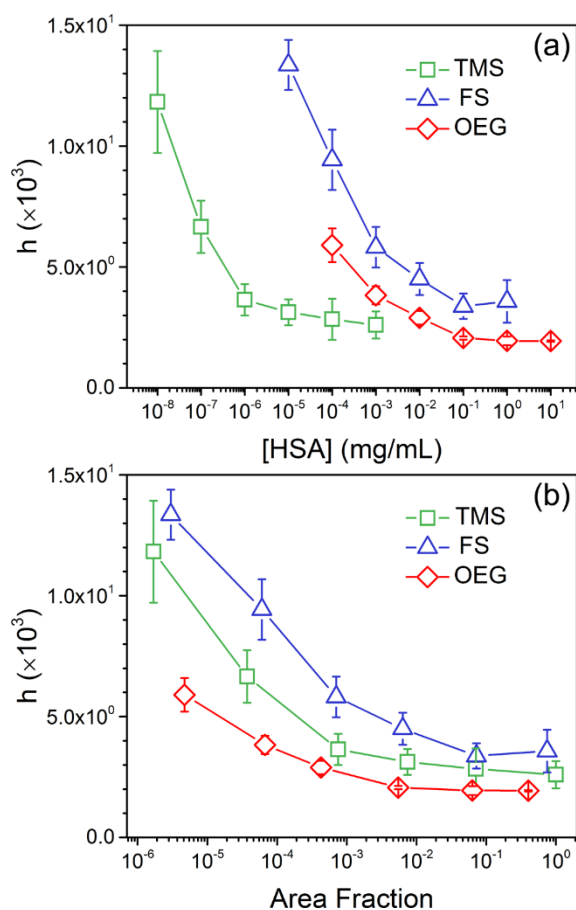 (a)
1.5x10¹
1.0x10¹
5.0x10⁰
0.0
h (×10³)
TMS
FS
OEG
10⁻⁸ 10⁻⁷ 10⁻⁶ 10⁻⁵ 10⁻⁴ 10⁻³ 10⁻² 10⁻¹ 10⁰ 10¹
[HSA] (mg/mL)
(b)
1.5x10¹
1.0x10¹
5.0x10⁰
0.0
h (×10³)
TMS
FS
OEG
10⁻⁶ 10⁻⁵ 10⁻⁴ 10⁻³ 10⁻² 10⁻¹ 10⁰
Area Fraction